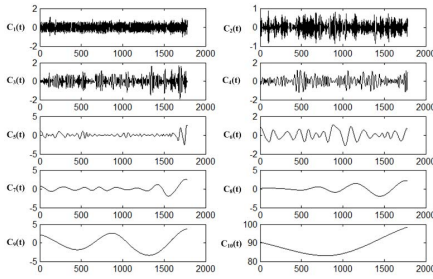 C1(t) 2 0 -2 0 500 1000 1500 2000
C2(t) 1 0 -1 0 500 1000 1500 2000
C3(t) 2 0 -2 0 500 1000 1500 2000
C4(t) 2 0 -2 0 500 1000 1500 2000
C5(t) 5 0 -5 0 500 1000 1500 2000
C6(t) 2 0 -2 0 500 1000 1500 2000
C7(t) 5 0 -5 0 500 1000 1500 2000
C8(t) 5 0 -5 0 500 1000 1500 2000
C9(t) 5 0 -5 0 500 1000 1500 2000
C10(t) 100 90 80 0 500 1000 1500 2000